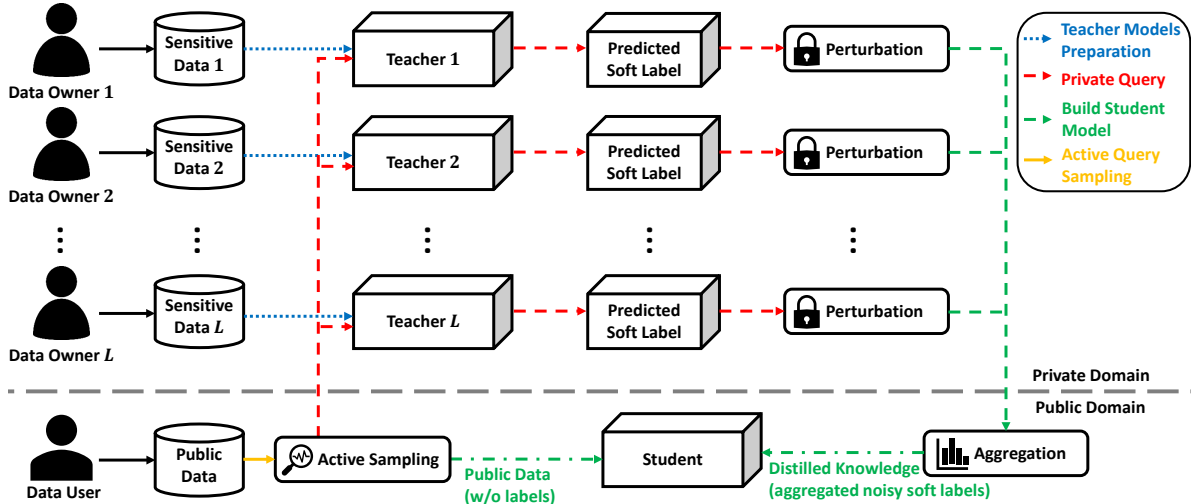 Data Owner 1
Sensitive
Data 1
Teacher 1
Predicted
Soft Label
Perturbation
Teacher Models
Preparation
Private Query
Build Student
Model
Active Query
Sampling
Data Owner 2
Sensitive
Data 2
Teacher 2
Predicted
Soft Label
Perturbation
Data Owner L
Sensitive
Data L
Teacher L
Predicted
Soft Label
Perturbation
Private Domain
Public Domain
Data User
Public
Data
Active Sampling
Public Data
(w/o labels)
Student
Distilled Knowledge
(aggregated noisy soft labels)
Aggregation